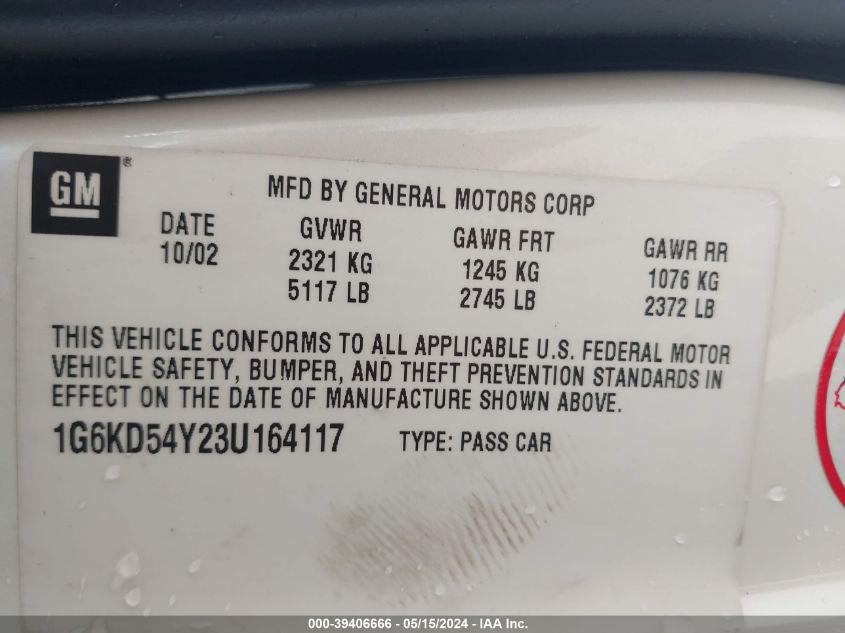 GM®
MFD BY GENERAL MOTORS CORP
DATE GVWR GAWR FRT GAWR RR
10/02 2321 KG 1245 KG 1076 KG
5117 LB 2745 LB 2372 LB
THIS VEHICLE CONFORMS TO ALL APPLICABLE U.S. FEDERAL MOTOR
VEHICLE SAFETY, BUMPER, AND THEFT PREVENTION STANDARDS IN
EFFECT ON THE DATE OF MANUFACTURE SHOWN ABOVE.
1G6KD54Y23U164117 TYPE: PASS CAR
000-39406666 - 05/15/2024 - IAA Inc.